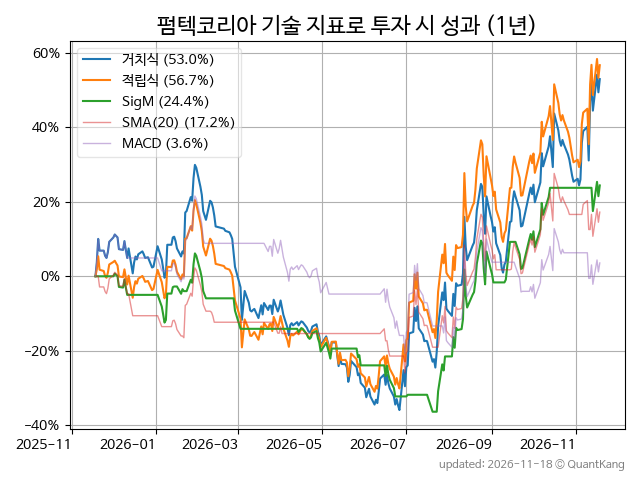 펌텍코리아 기술 지표로 투자 시 성과 (1년)
거치식 (53.0%)
적립식 (56.7%)
SigM (24.4%)
SMA(20) (17.2%)
MACD (3.6%)
60%
40%
20%
0%
−20%
−40%
2025-11
2026-01
2026-03
2026-05
2026-07
2026-09
2026-11
updated: 2026-11-18 © QuantKang